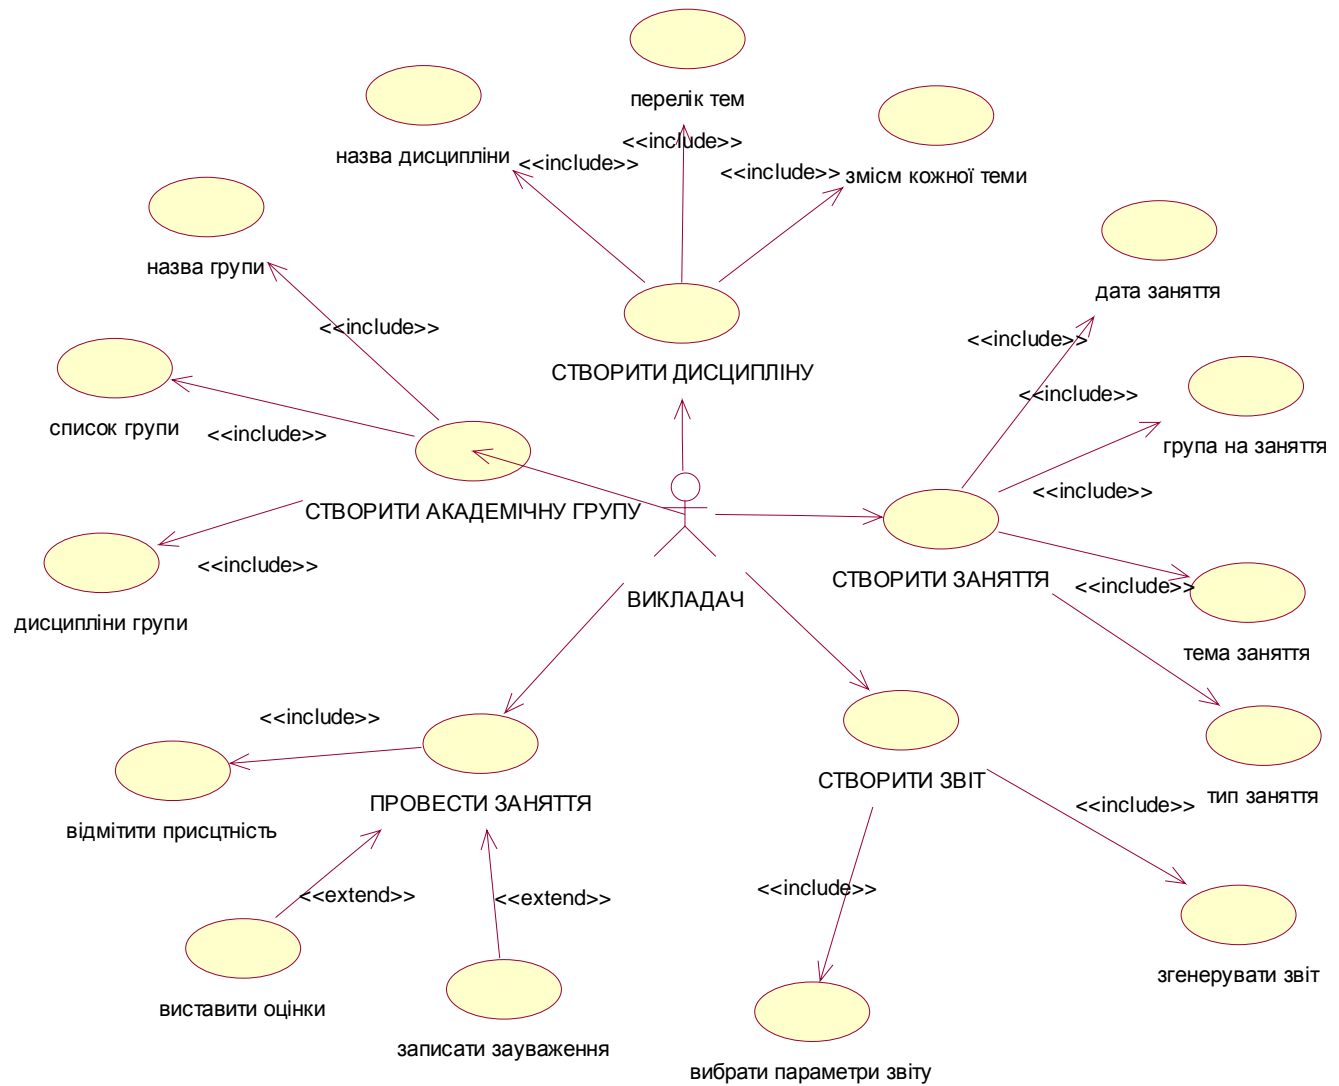 перелік тем
<<include>>
назва дисципліни
<<include>>
<<include>>
змісм кожної теми
назва групи
дата заняття
<<include>>
<<include>>
список групи
СТВОРИТИ ДИСЦИПЛІНУ
<<include>>
<<include>>
група на заняття
СТВОРИТИ АКАДЕМІЧНУ ГРУПУ
<<include>>
<<include>>
СТВОРИТИ ЗАНЯТТЯ
<<include>>
ВИКЛАДАЧ
дисципліни групи
тема заняття
<<include>>
СТВОРИТИ ЗВІТ
тип заняття
ПРОВЕСТИ ЗАНЯТТЯ
<<include>>
відмітити присцтність
<<include>>
<<extend>>
<<extend>>
згенерувати звіт
виставити оцінки
записати зауваження
вибрати параметри звіту